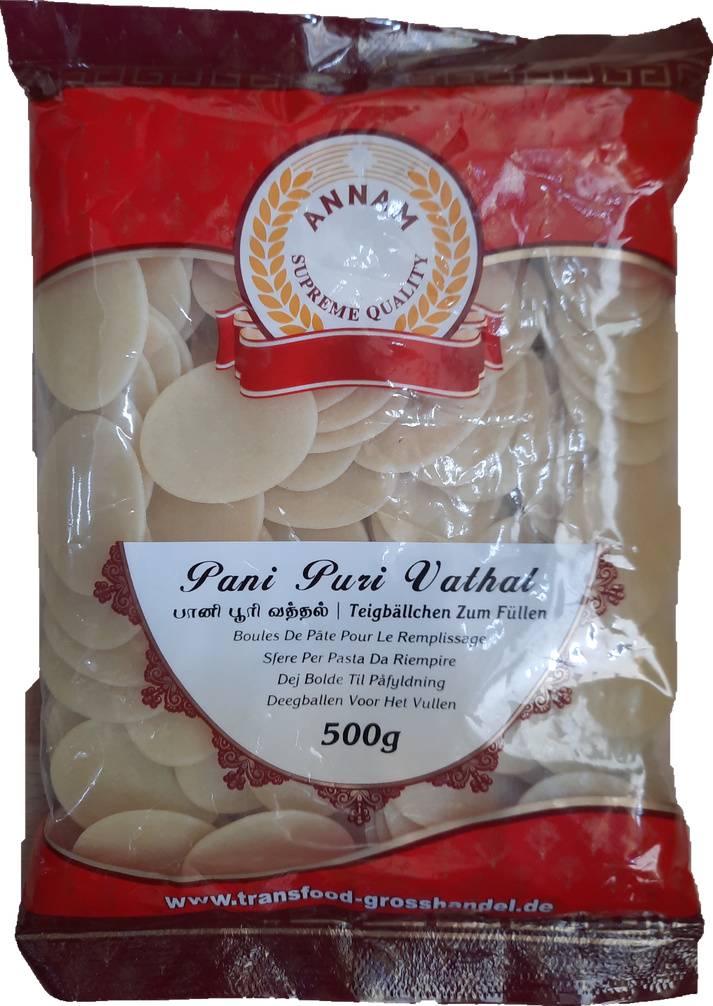 ANNAM
SUPREME QUALITY
Pani Puri Vathal
பானி பூரி வத்தல் | Teigbällchen Zum Füllen
Boules De Pâte Pour Le Remplissage
Sfere Per Pasta Da Riempire
Dej Bolde Til Påfyldning
Deegballen Voor Het Vullen
500g
www.transfood-grosshandel.de